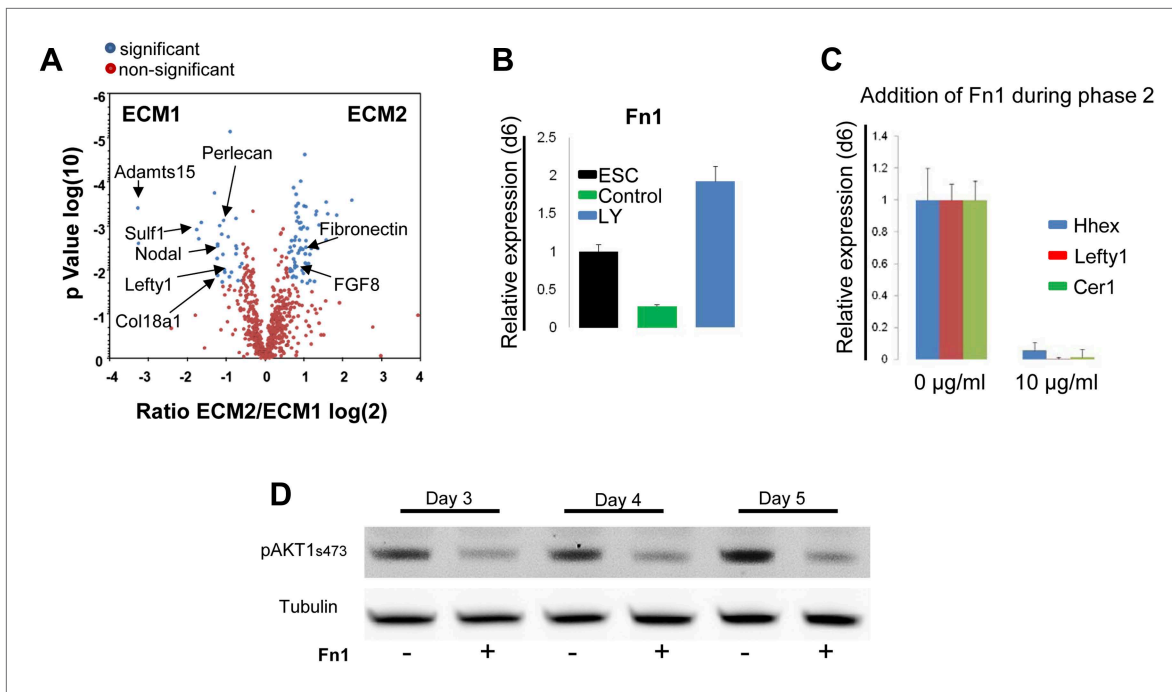 A
significant
non-significant
p Value log(10)
-6
-5
-4
-3
-2
-1
0
ECM1
ECM2
Perlecan
Adamts15
Sulf1
Nodal
Lefty1
Col18a1
Fibronectin
FGF8
-4
-3
-2
-1
0
1
2
3
4
Ratio ECM2/ECM1 log(2)
B
Fn1
Relative expression (d6)
2.5
2
1.5
1
0.5
0
ESC
Control
LY
C
Addition of Fn1 during phase 2
Relative expression (d6)
1.4
1.2
1
0.8
0.6
0.4
0.2
0
Hhex
Lefty1
Cer1
0 µg/ml
10 µg/ml
D
Day 3
Day 4
Day 5
pAKT1s473
Tubulin
Fn1
- + - + - +